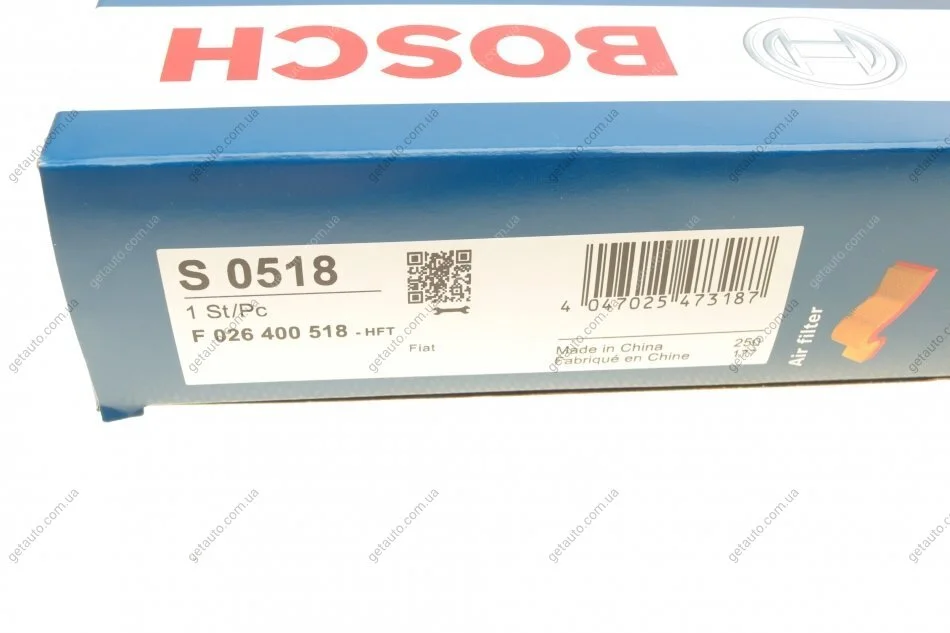 BOSCH
S 0518
1 St/Pc
F 026 400 518 - HFT
Fiat
4 047025 473187
Made in China
Fabriqué en Chine
250
Air filter
getauto.com.ua